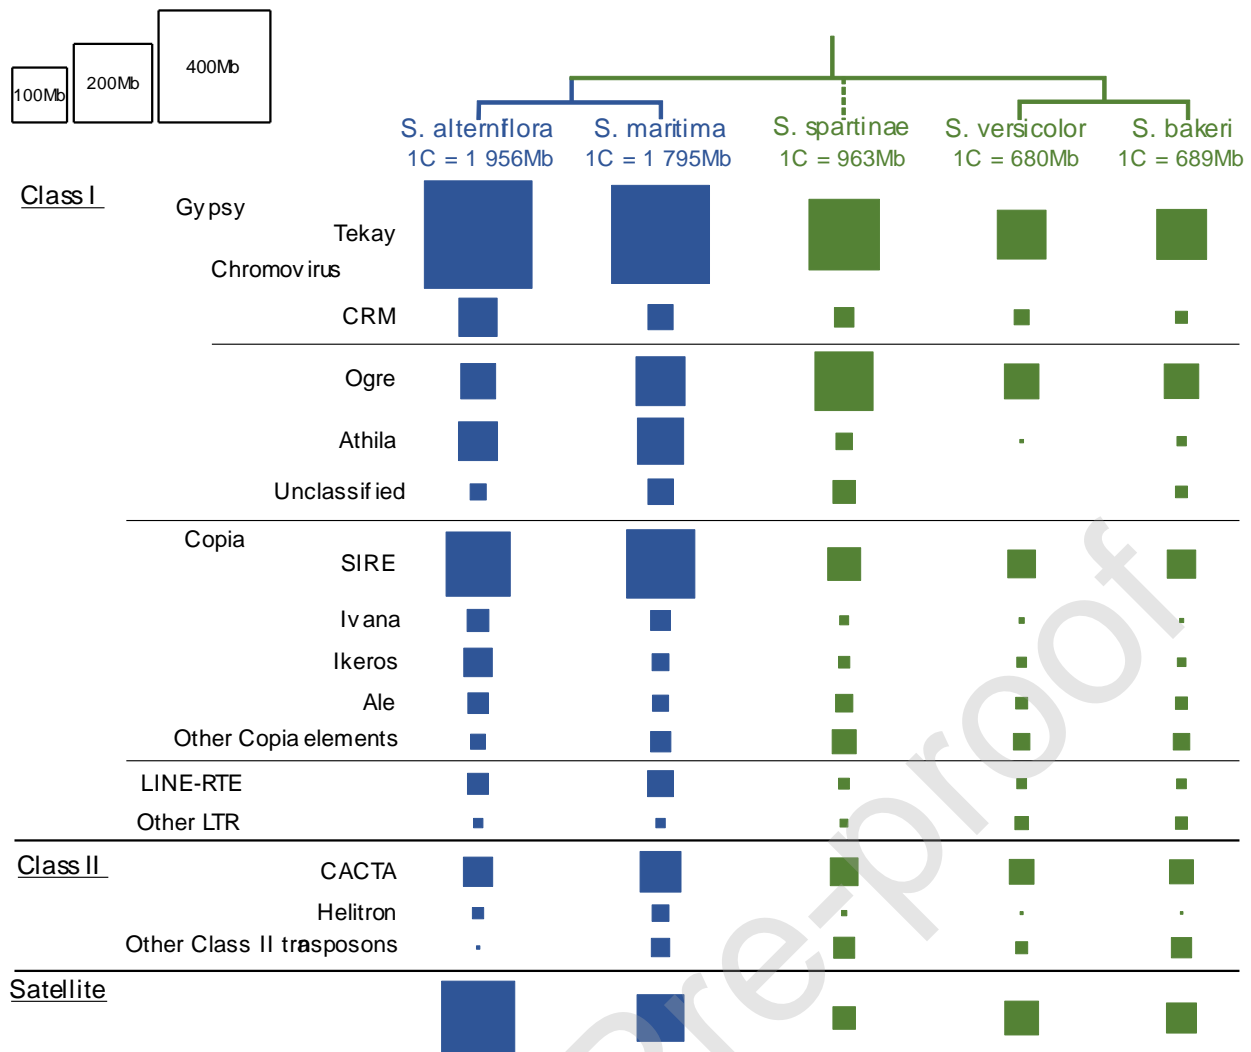 100Mb 200Mb 400Mb
S. alterniflora S. maritima S. spartinae S. versicolor S. bakeri
1C = 1 956Mb 1C = 1 795Mb 1C = 963Mb 1C = 680Mb 1C = 689Mb
Class I
Gypsy
Tekay
Chromovirus
CRM
Ogre
Athila
Unclassified
Copia
SIRE
Ivana
Ikeros
Ale
Other Copia elements
LINE-RTE
Other LTR
Class II
CACTA
Helitron
Other Class II trasposons
Satellite
Pre-proof